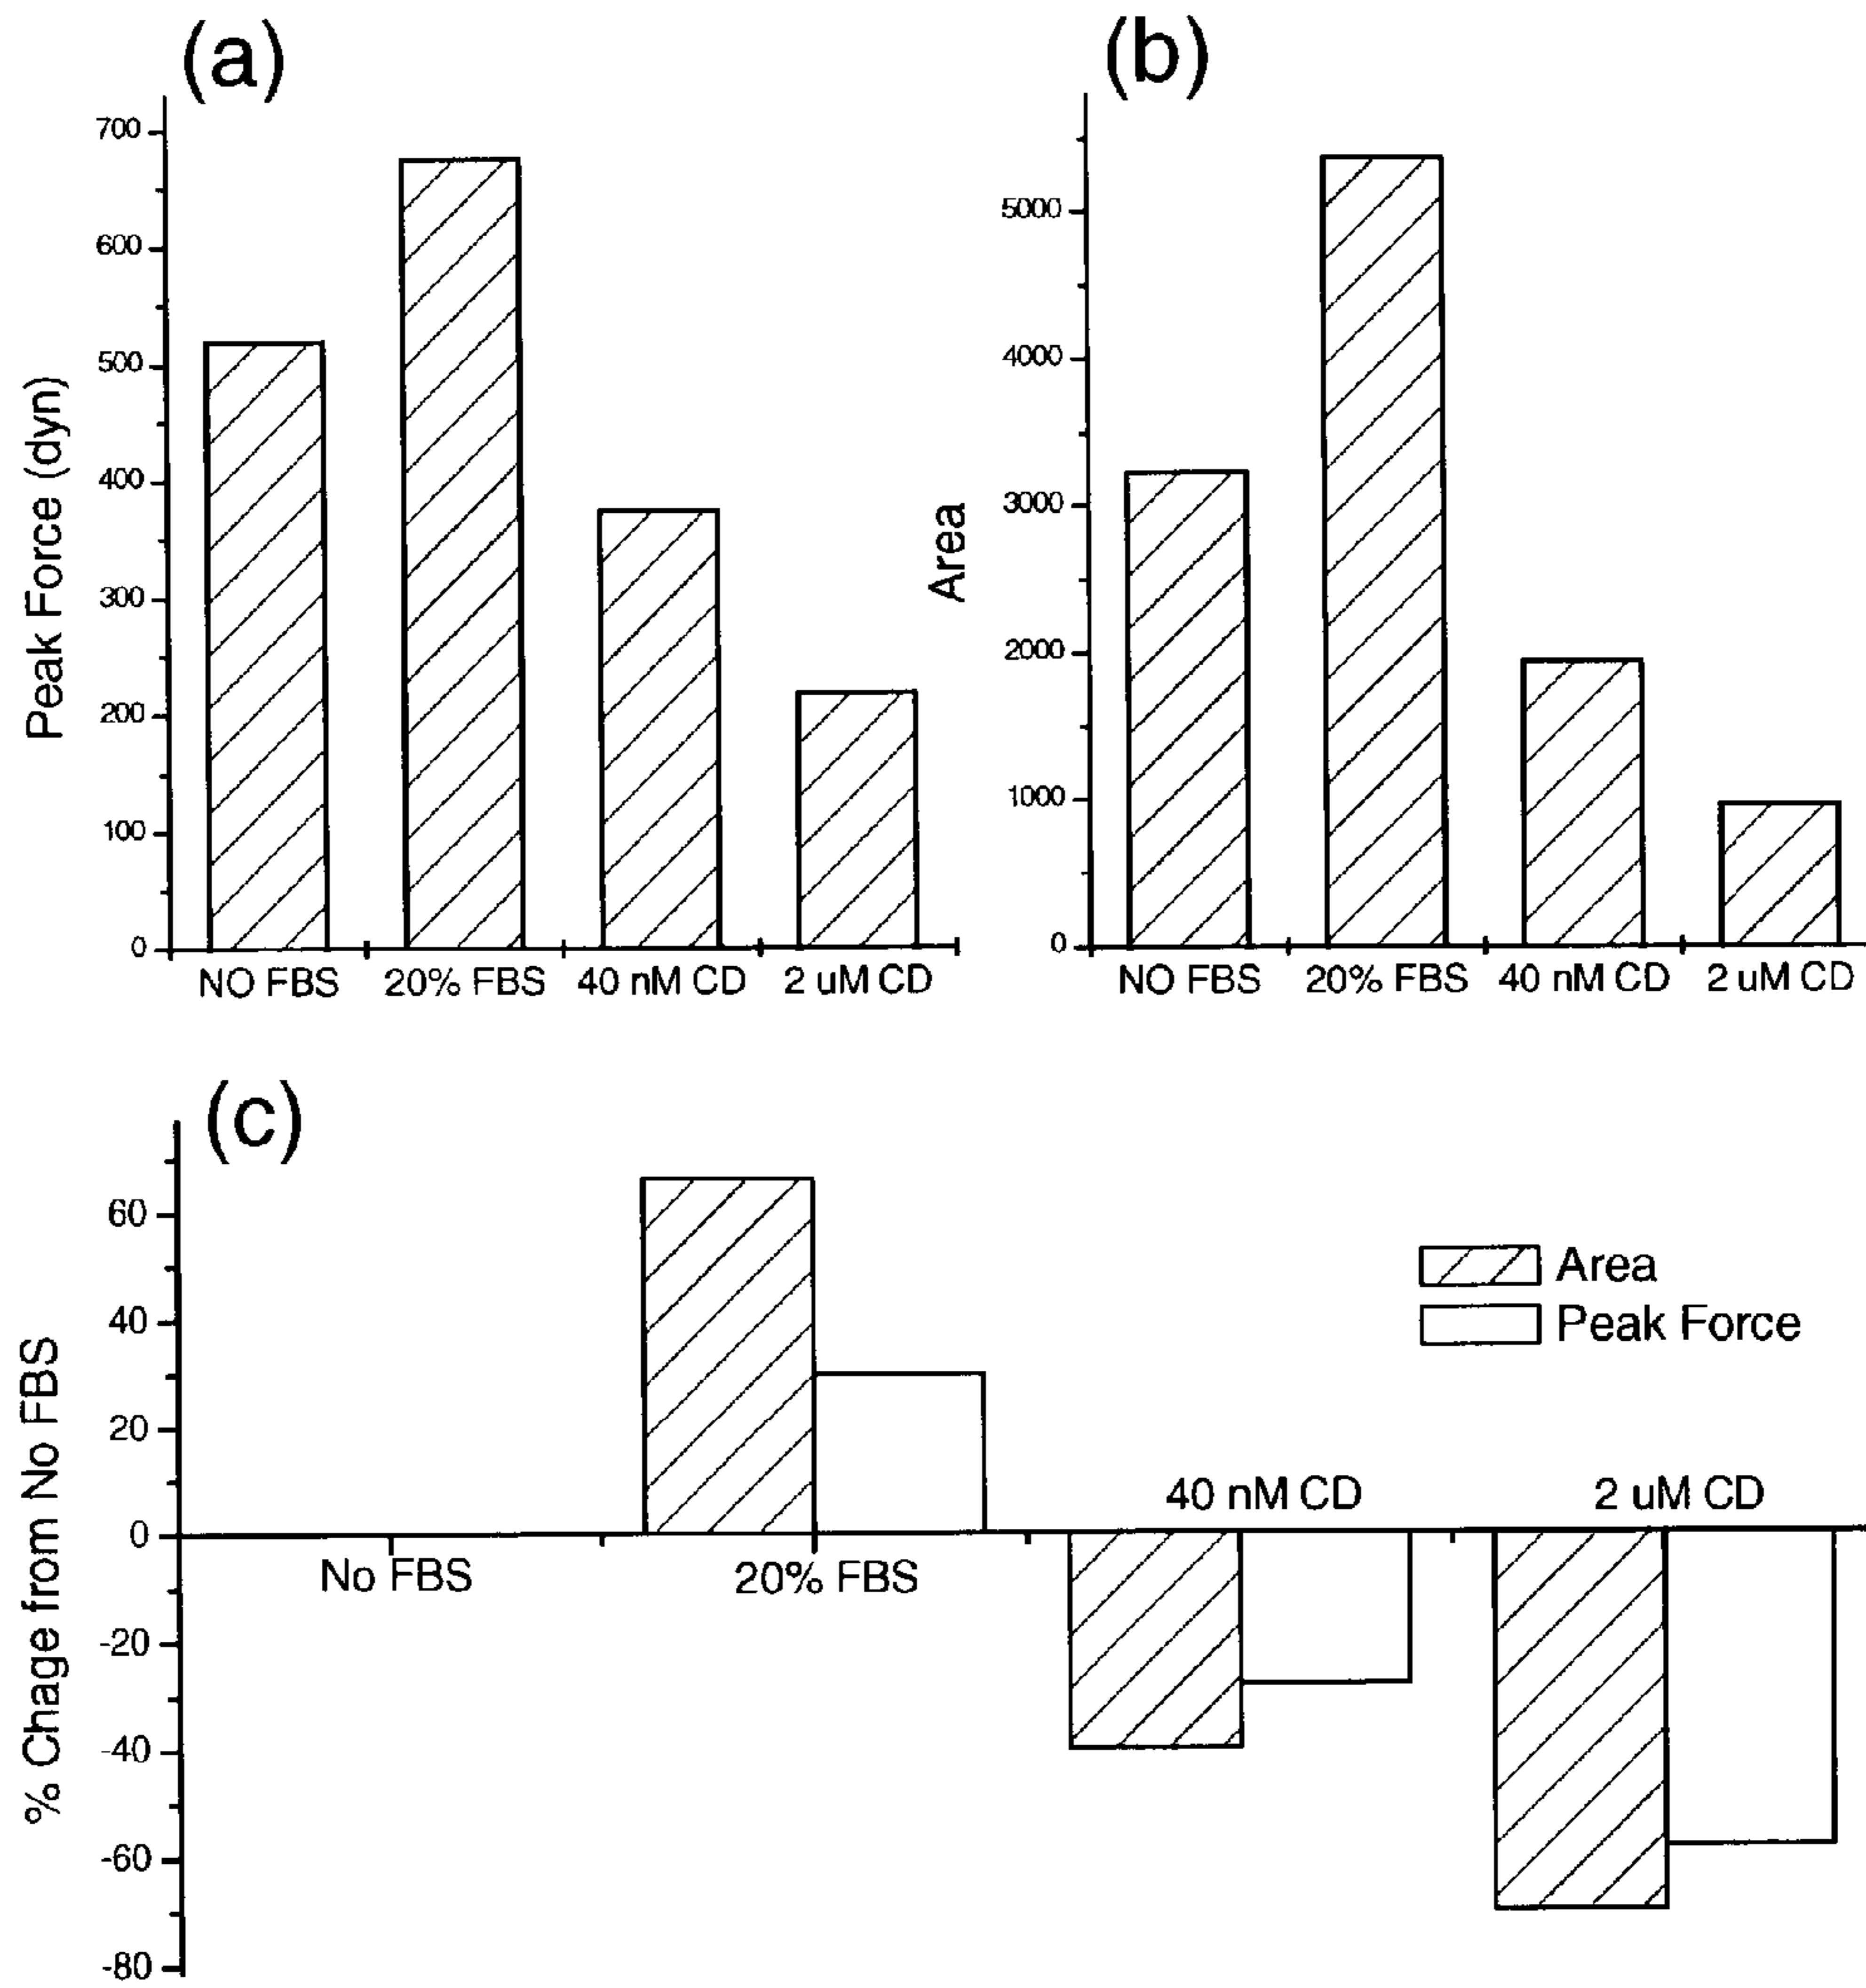 (a)
Peak Force (dyn)
700
600
500
400
300
200
100
0
NO FBS 20% FBS 40 nM CD 2 uM CD
(b)
Area
5000
4000
3000
2000
1000
0
NO FBS 20% FBS 40 nM CD 2 uM CD
(c)
% Chage from No FBS
60
40
20
0
-20
-40
-60
-80
Area
Peak Force
40 nM CD 2 uM CD
No FBS 20% FBS